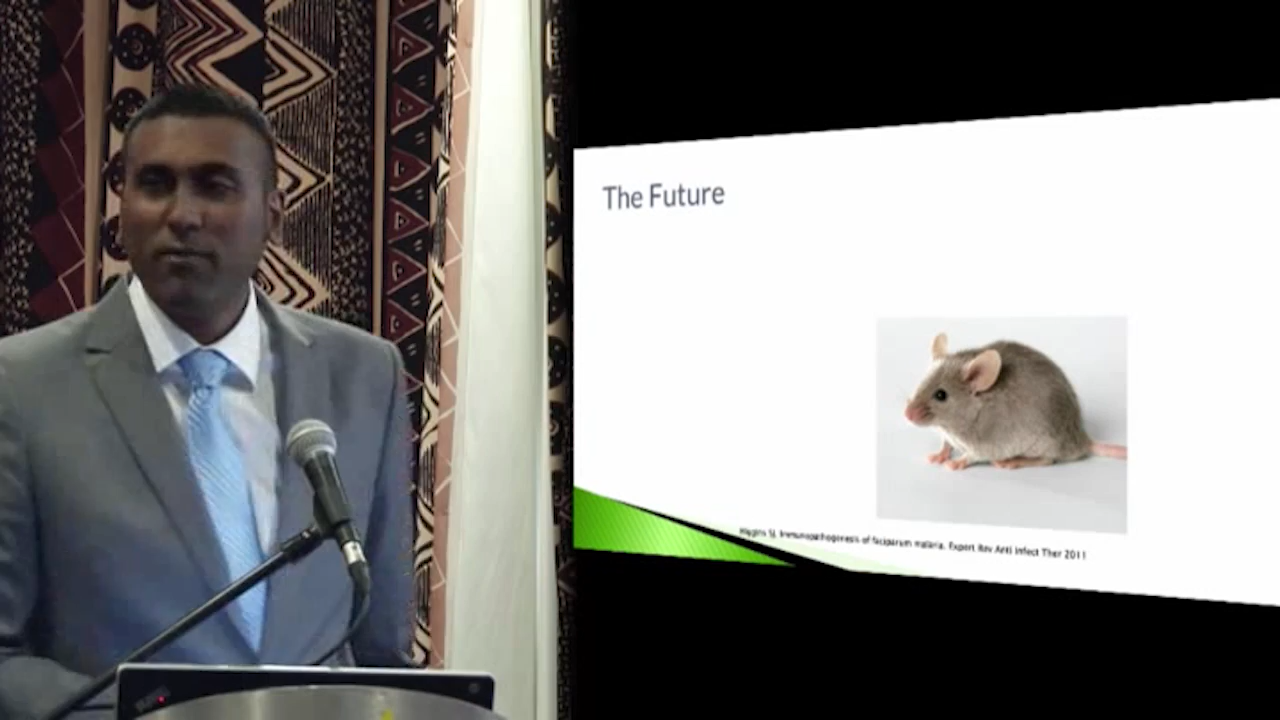 The Future
Higgins SJ. Immunopathogenesis of falciparum malaria. Expert Rev Anti Infect Ther 2011